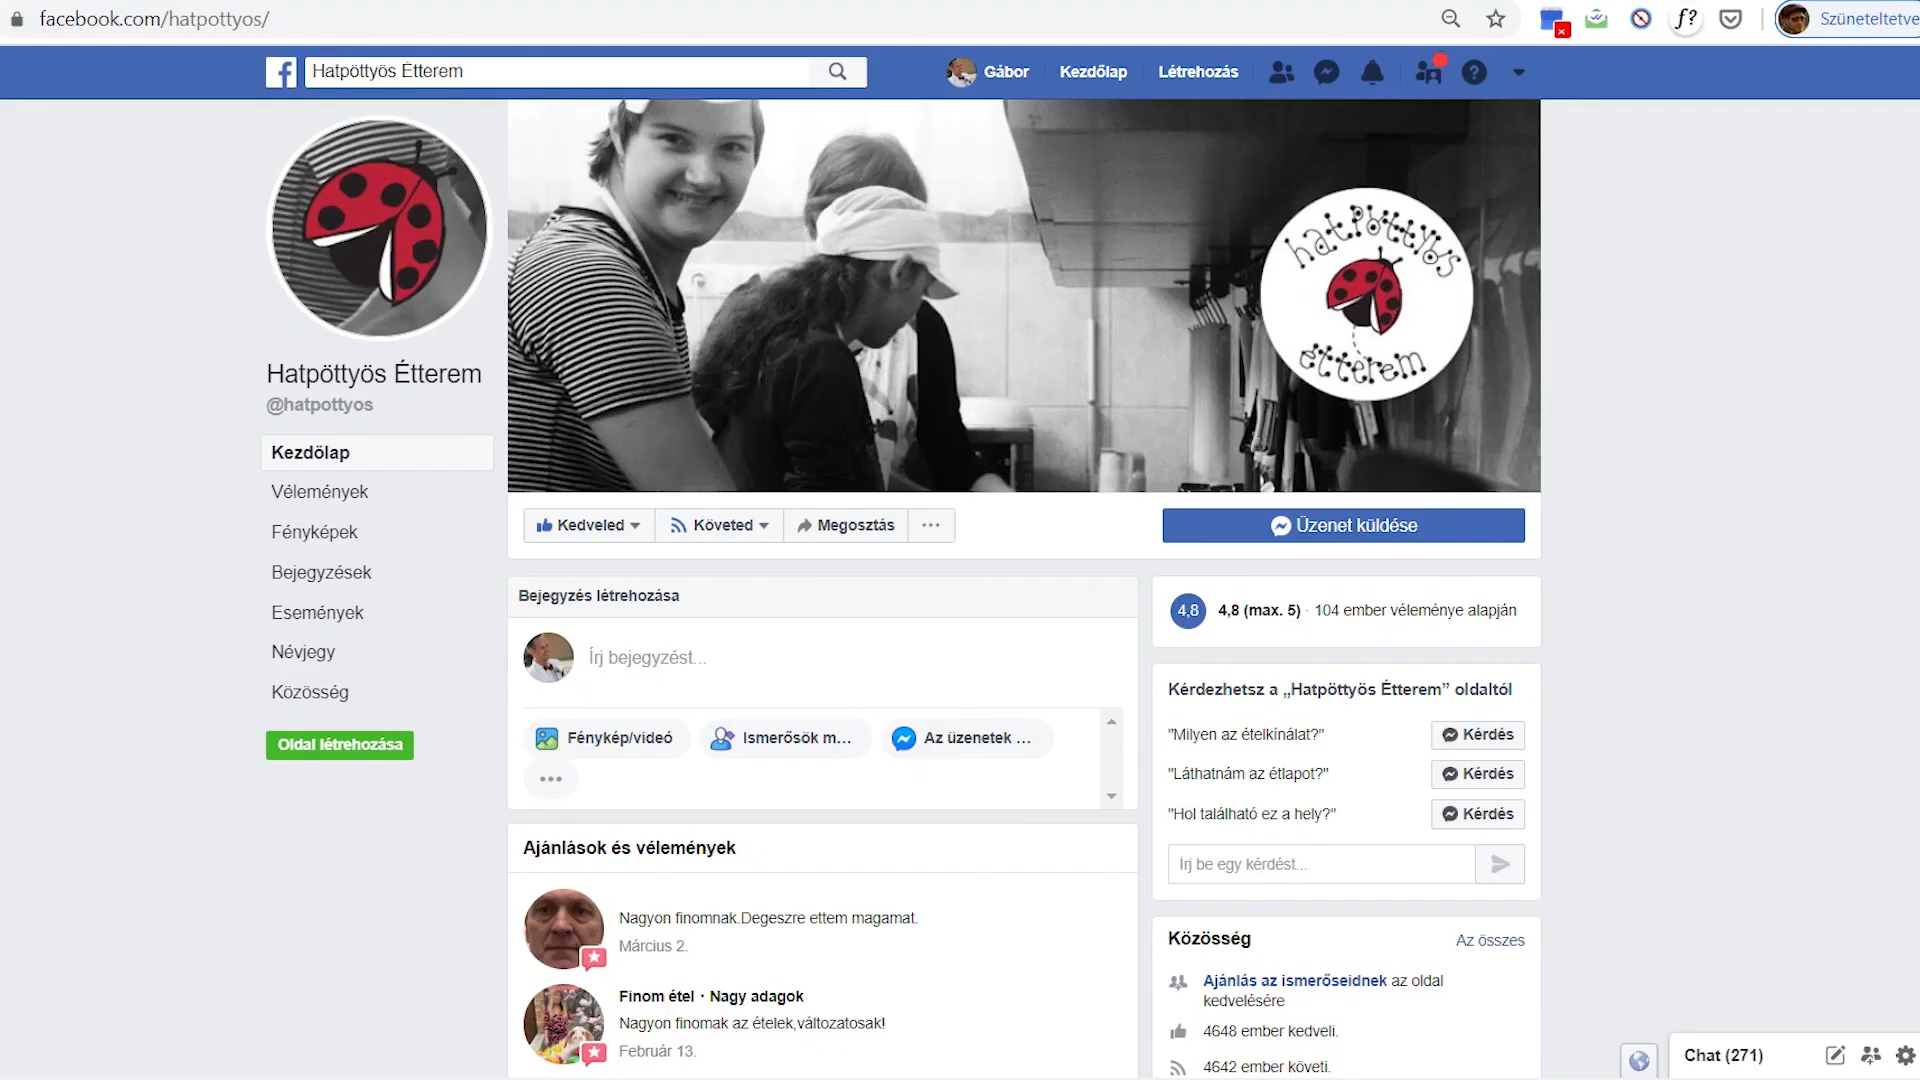 facebook.com/hatpottyos/
f?
Szüneteltetve
Hatpöttyös Étterem
Gábor
Kezdőlap
Létrehozás
hatpöttyös
étterem
Hatpöttyös Étterem
@hatpottyos
Kezdőlap
Vélemények
Fényképek
Bejegyzések
Események
Névjegy
Közösség
Oldal létrehozása
Kedveled
Követed
Megosztás
Üzenet küldése
Bejegyzés létrehozása
Írj bejegyzést...
Fénykép/videó
Ismerősök m...
Az üzenetek ...
Ajánlások és vélemények
Nagyon finomnak.Degeszre ettem magamat.
Március 2.
Finom étel · Nagy adagok
Nagyon finomak az ételek,változatosak!
Február 13.
4,8
4,8 (max. 5) · 104 ember véleménye alapján
Kérdezhetsz a „Hatpöttyös Étterem” oldaltól
"Milyen az ételkínálat?"
Kérdés
"Láthatnám az étlapot?"
Kérdés
"Hol található ez a hely?"
Kérdés
Írj be egy kérdést...
Közösség
Az összes
Ajánlás az ismerőseidnek az oldal
kedvelésére
4648 ember kedveli.
4642 ember követi.
Chat (271)